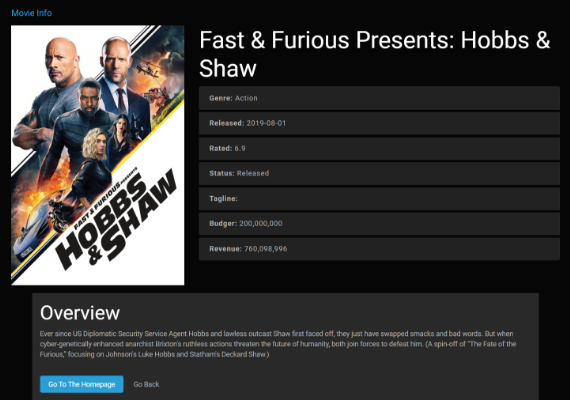 Movie Info
Fast & Furious Presents: Hobbs &
Shaw
Genre: Action
Released: 2019-08-01
Rated: 6.9
Status: Released
Tagline:
Budger: 200,000,000
Revenue: 760,098,996
FAST & FURIOUS PRESENTS
HOBBS
& SHAW
Overview
Ever since US Diplomatic Security Service Agent Hobbs and lawless outcast Shaw first faced off, they just have swapped smacks and bad words. But when
cyber-genetically enhanced anarchist Brixton's ruthless actions threaten the future of humanity, both join forces to defeat him. (A spin-off of "The Fate of the
Furious," focusing on Johnson's Luke Hobbs and Statham's Deckard Shaw.)
Go To The Homepage
Go Back